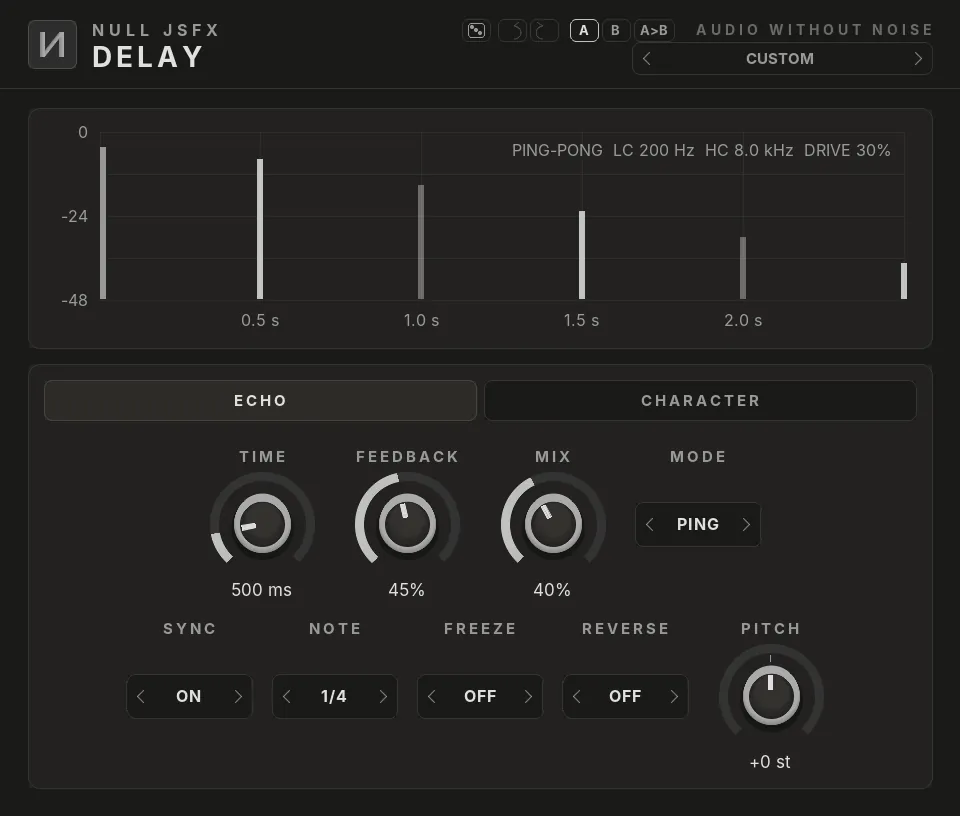 NULL JSFX
DELAY
A B A>B AUDIO WITHOUT NOISE
CUSTOM
0
PING-PONG LC 200 Hz HC 8.0 kHz DRIVE 30%
-24
-48
0.5 s 1.0 s 1.5 s 2.0 s
ECHO CHARACTER
TIME FEEDBACK MIX MODE
PING
500 ms 45% 40%
SYNC NOTE FREEZE REVERSE PITCH
ON 1/4 OFF OFF
+0 st